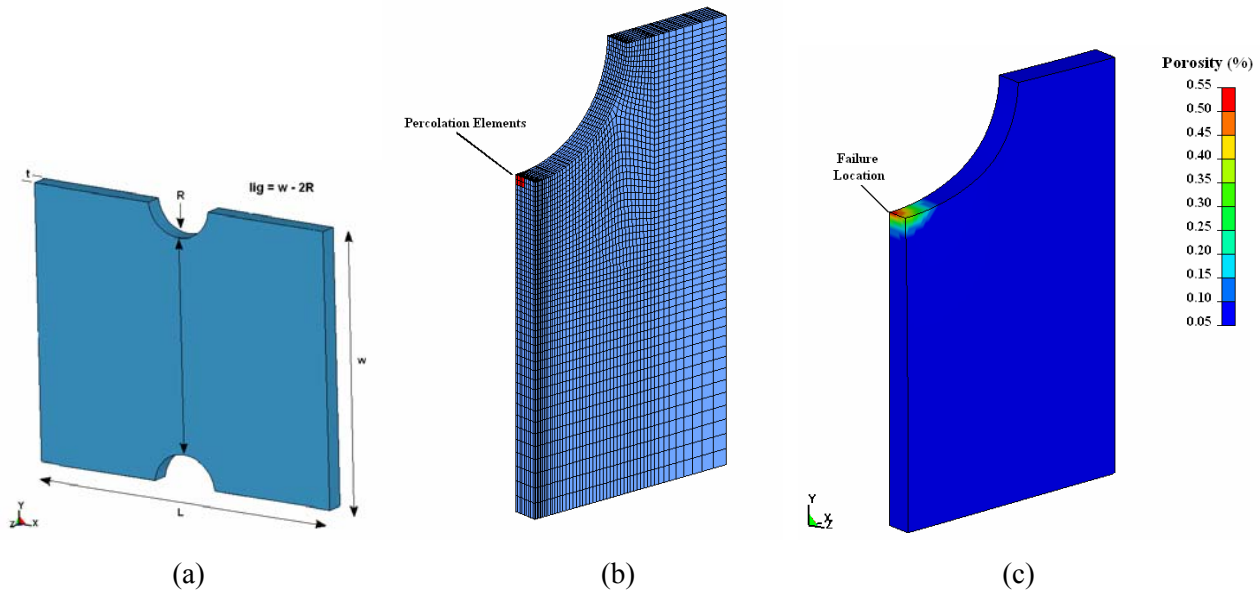 t
R
lig = w - 2R
w
L
Y
Z X
(a)
Percolation Elements
(b)
Failure
Location
Porosity (%)
0.55
0.50
0.45
0.40
0.35
0.30
0.25
0.20
0.15
0.10
0.05
Y
X
Z
(c)